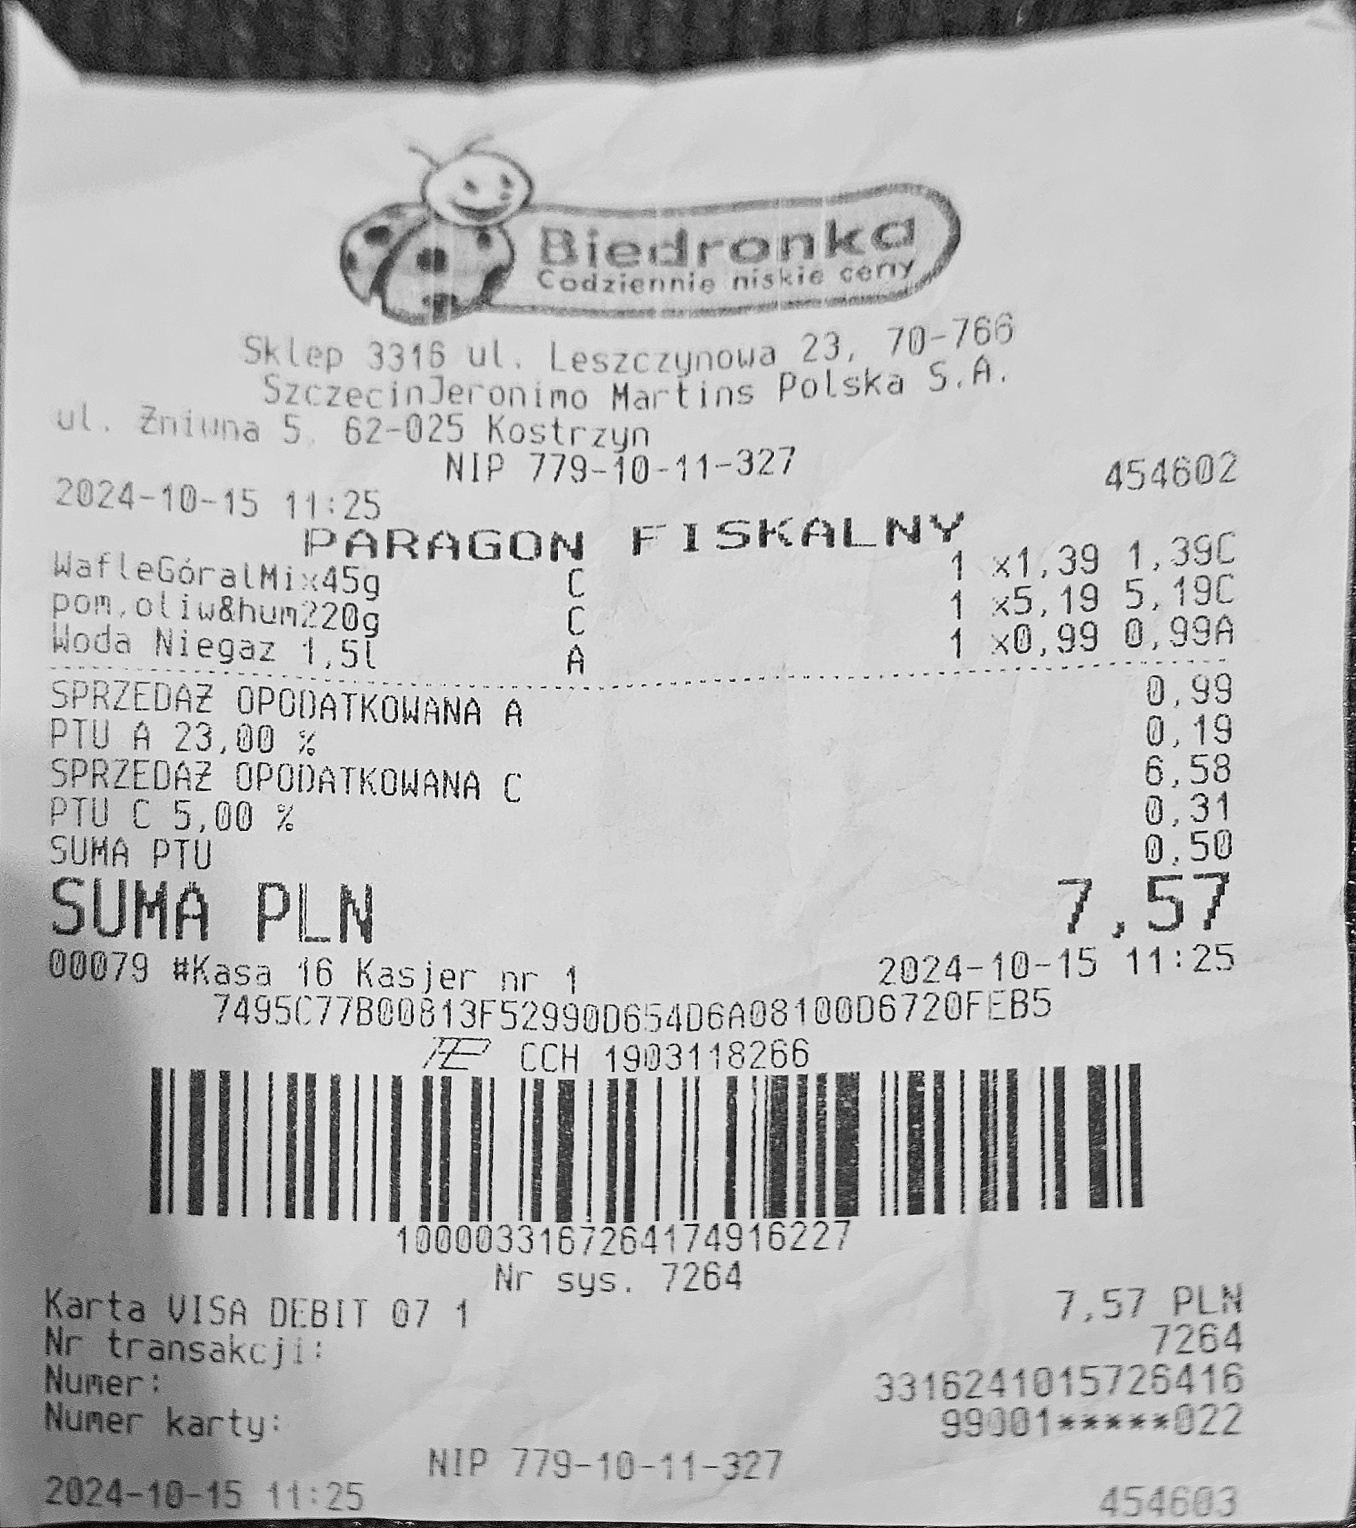 Biedronka
Codziennie niskie ceny
Sklep 3316 ul. Leszczynowa 23, 70-766
SzczecinJeronimo Martins Polska S.A.
ul. Żniwna 5, 62-025 Kostrzyn
NIP 779-10-11-327
2024-10-15 11:25 454602
PARAGON FISKALNY
WafleGóralMix45g C 1 x1,39 1,39C
pom,oliw&hum220g C 1 x5,19 5,19C
Woda Niegaz 1,5l A 1 x0,99 0,99A
SPRZEDAŻ OPODATKOWANA A 0,99
PTU A 23,00 % 0,19
SPRZEDAŻ OPODATKOWANA C 6,58
PTU C 5,00 % 0,31
SUMA PTU 0,50
SUMA PLN 7,57
00079 #Kasa 16 Kasjer nr 1 2024-10-15 11:25
7495C77B00813F52990D654D6A08100D6720FEB5
CCH 1903118266
1000033167264174916227
Nr sys. 7264
Karta VISA DEBIT 07 1 7,57 PLN
Nr transakcji: 7264
Numer: 3316241015726416
Numer karty: 99001*****022
NIP 779-10-11-327
2024-10-15 11:25 454603